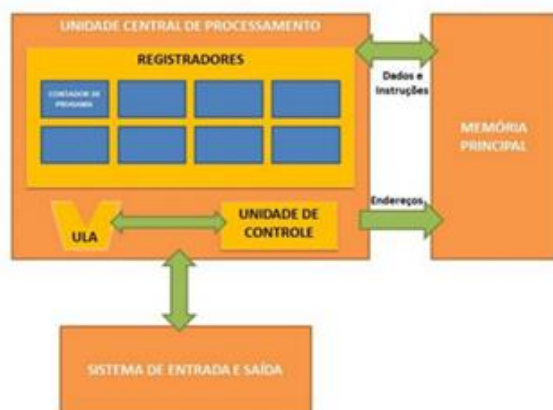 UNIDADE CENTRAL DE PROCESSAMENTO
REGISTRADORES
CONTADOR DE
PROGRAMA
Dados e
Instruções
MEMÓRIA
PRINCIPAL
Endereços
ULA
UNIDADE DE
CONTROLE
SISTEMA DE ENTRADA E SAÍDA